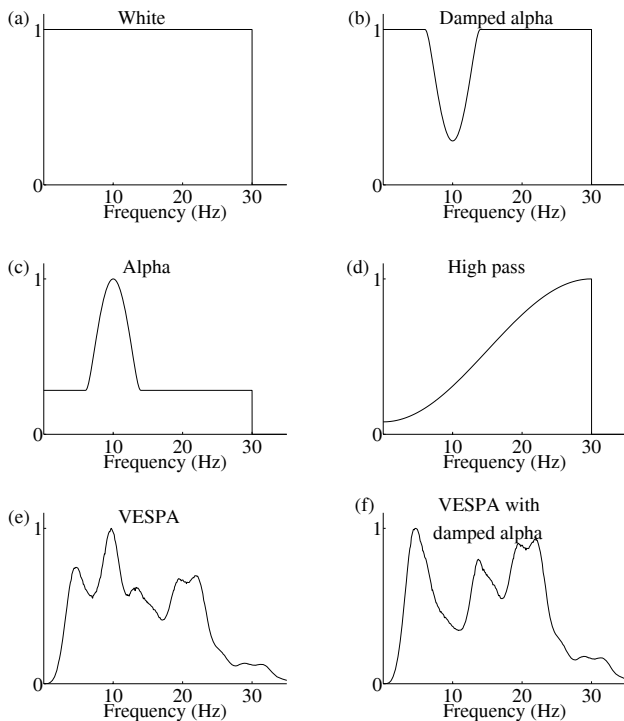 (a) White
1
0
10 20 30
Frequency (Hz)
(b) Damped alpha
1
0
10 20 30
Frequency (Hz)
(c) Alpha
1
0
10 20 30
Frequency (Hz)
(d) High pass
1
0
10 20 30
Frequency (Hz)
(e) VESPA
1
0
10 20 30
Frequency (Hz)
(f) VESPA with
damped alpha
1
0
10 20 30
Frequency (Hz)